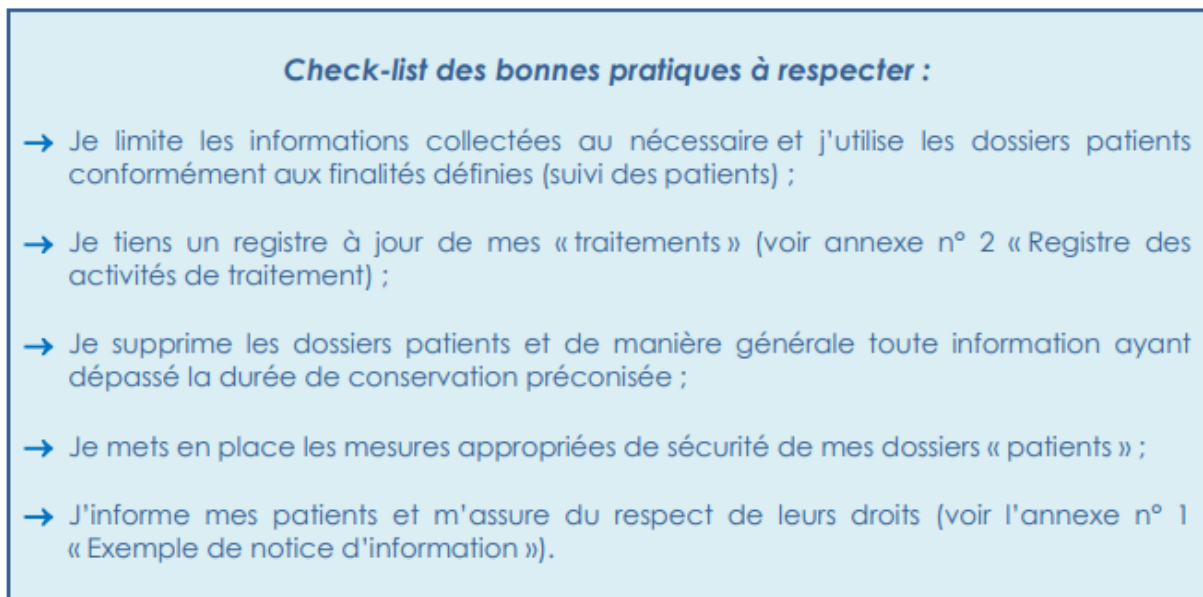 Check-list des bonnes pratiques à respecter :
→ Je limite les informations collectées au nécessaire et j’utilise les dossiers patients
conformément aux finalités définies (suivi des patients) ;
→ Je tiens un registre à jour de mes « traitements » (voir annexe n° 2 « Registre des
activités de traitement) ;
→ Je supprime les dossiers patients et de manière générale toute information ayant
dépassé la durée de conservation préconisée ;
→ Je mets en place les mesures appropriées de sécurité de mes dossiers « patients » ;
→ J’informe mes patients et m’assure du respect de leurs droits (voir l’annexe n° 1
« Exemple de notice d’information »).